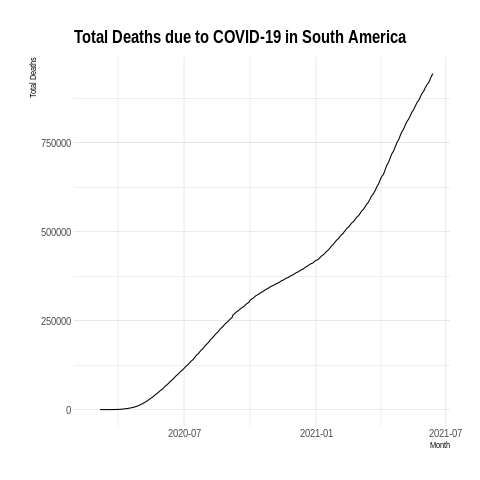 Total Deaths due to COVID-19 in South America
Total Deaths
750000
500000
250000
0
2020-07
2021-01
2021-07
Month